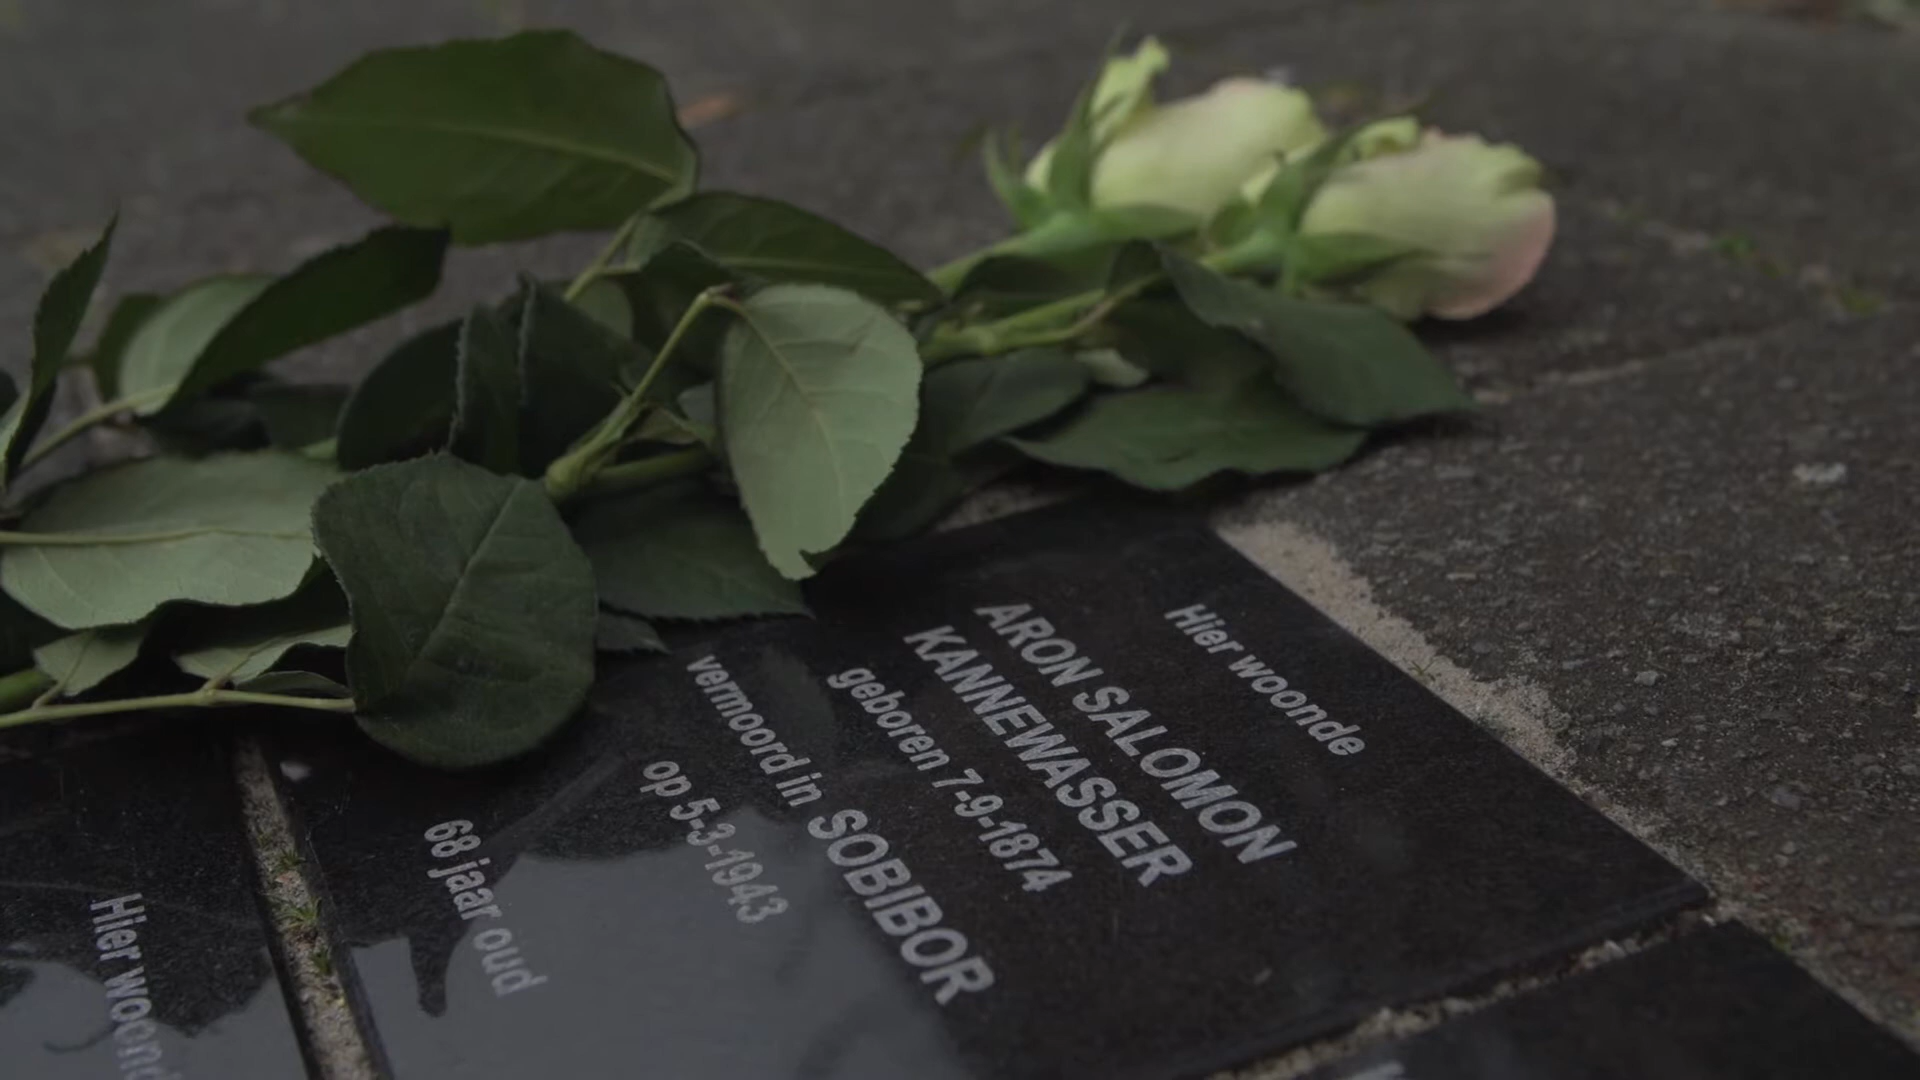 Hier woonde
ARON SALOMON
KANNEWASSER
geboren 7-9-1874
vermoord in SOBIBOR
op 5-3-1943
68 jaar oud
Hier